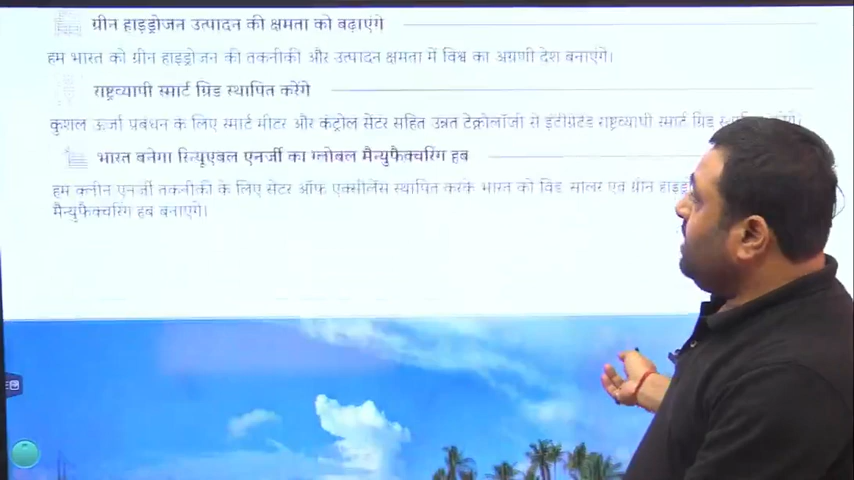 ग्रीन हाइड्रोजन उत्पादन की क्षमता को बढ़ाएंगे
हम भारत को ग्रीन हाइड्रोजन की तकनीकी और उत्पादन क्षमता में विश्व का अग्रणी देश बनाएंगे।
राष्ट्रव्यापी स्मार्ट ग्रिड स्थापित करेंगे
कुशल ऊर्जा प्रबंधन के लिए स्मार्ट मीटर और कंट्रोल सेंटर सहित उन्नत टेक्नोलॉजी से इंटीग्रेटेड राष्ट्रव्यापी स्मार्ट ग्रिड
भारत बनेगा रिन्यूएबल एनर्जी का ग्लोबल मैन्युफैक्चरिंग हब
हम क्लीन एनर्जी तकनीकी के लिए सेंटर ऑफ एक्सीलेंस स्थापित करके भारत को विंड सोलर एवं ग्रीन
मैन्युफैक्चरिंग हब बनाएंगे।